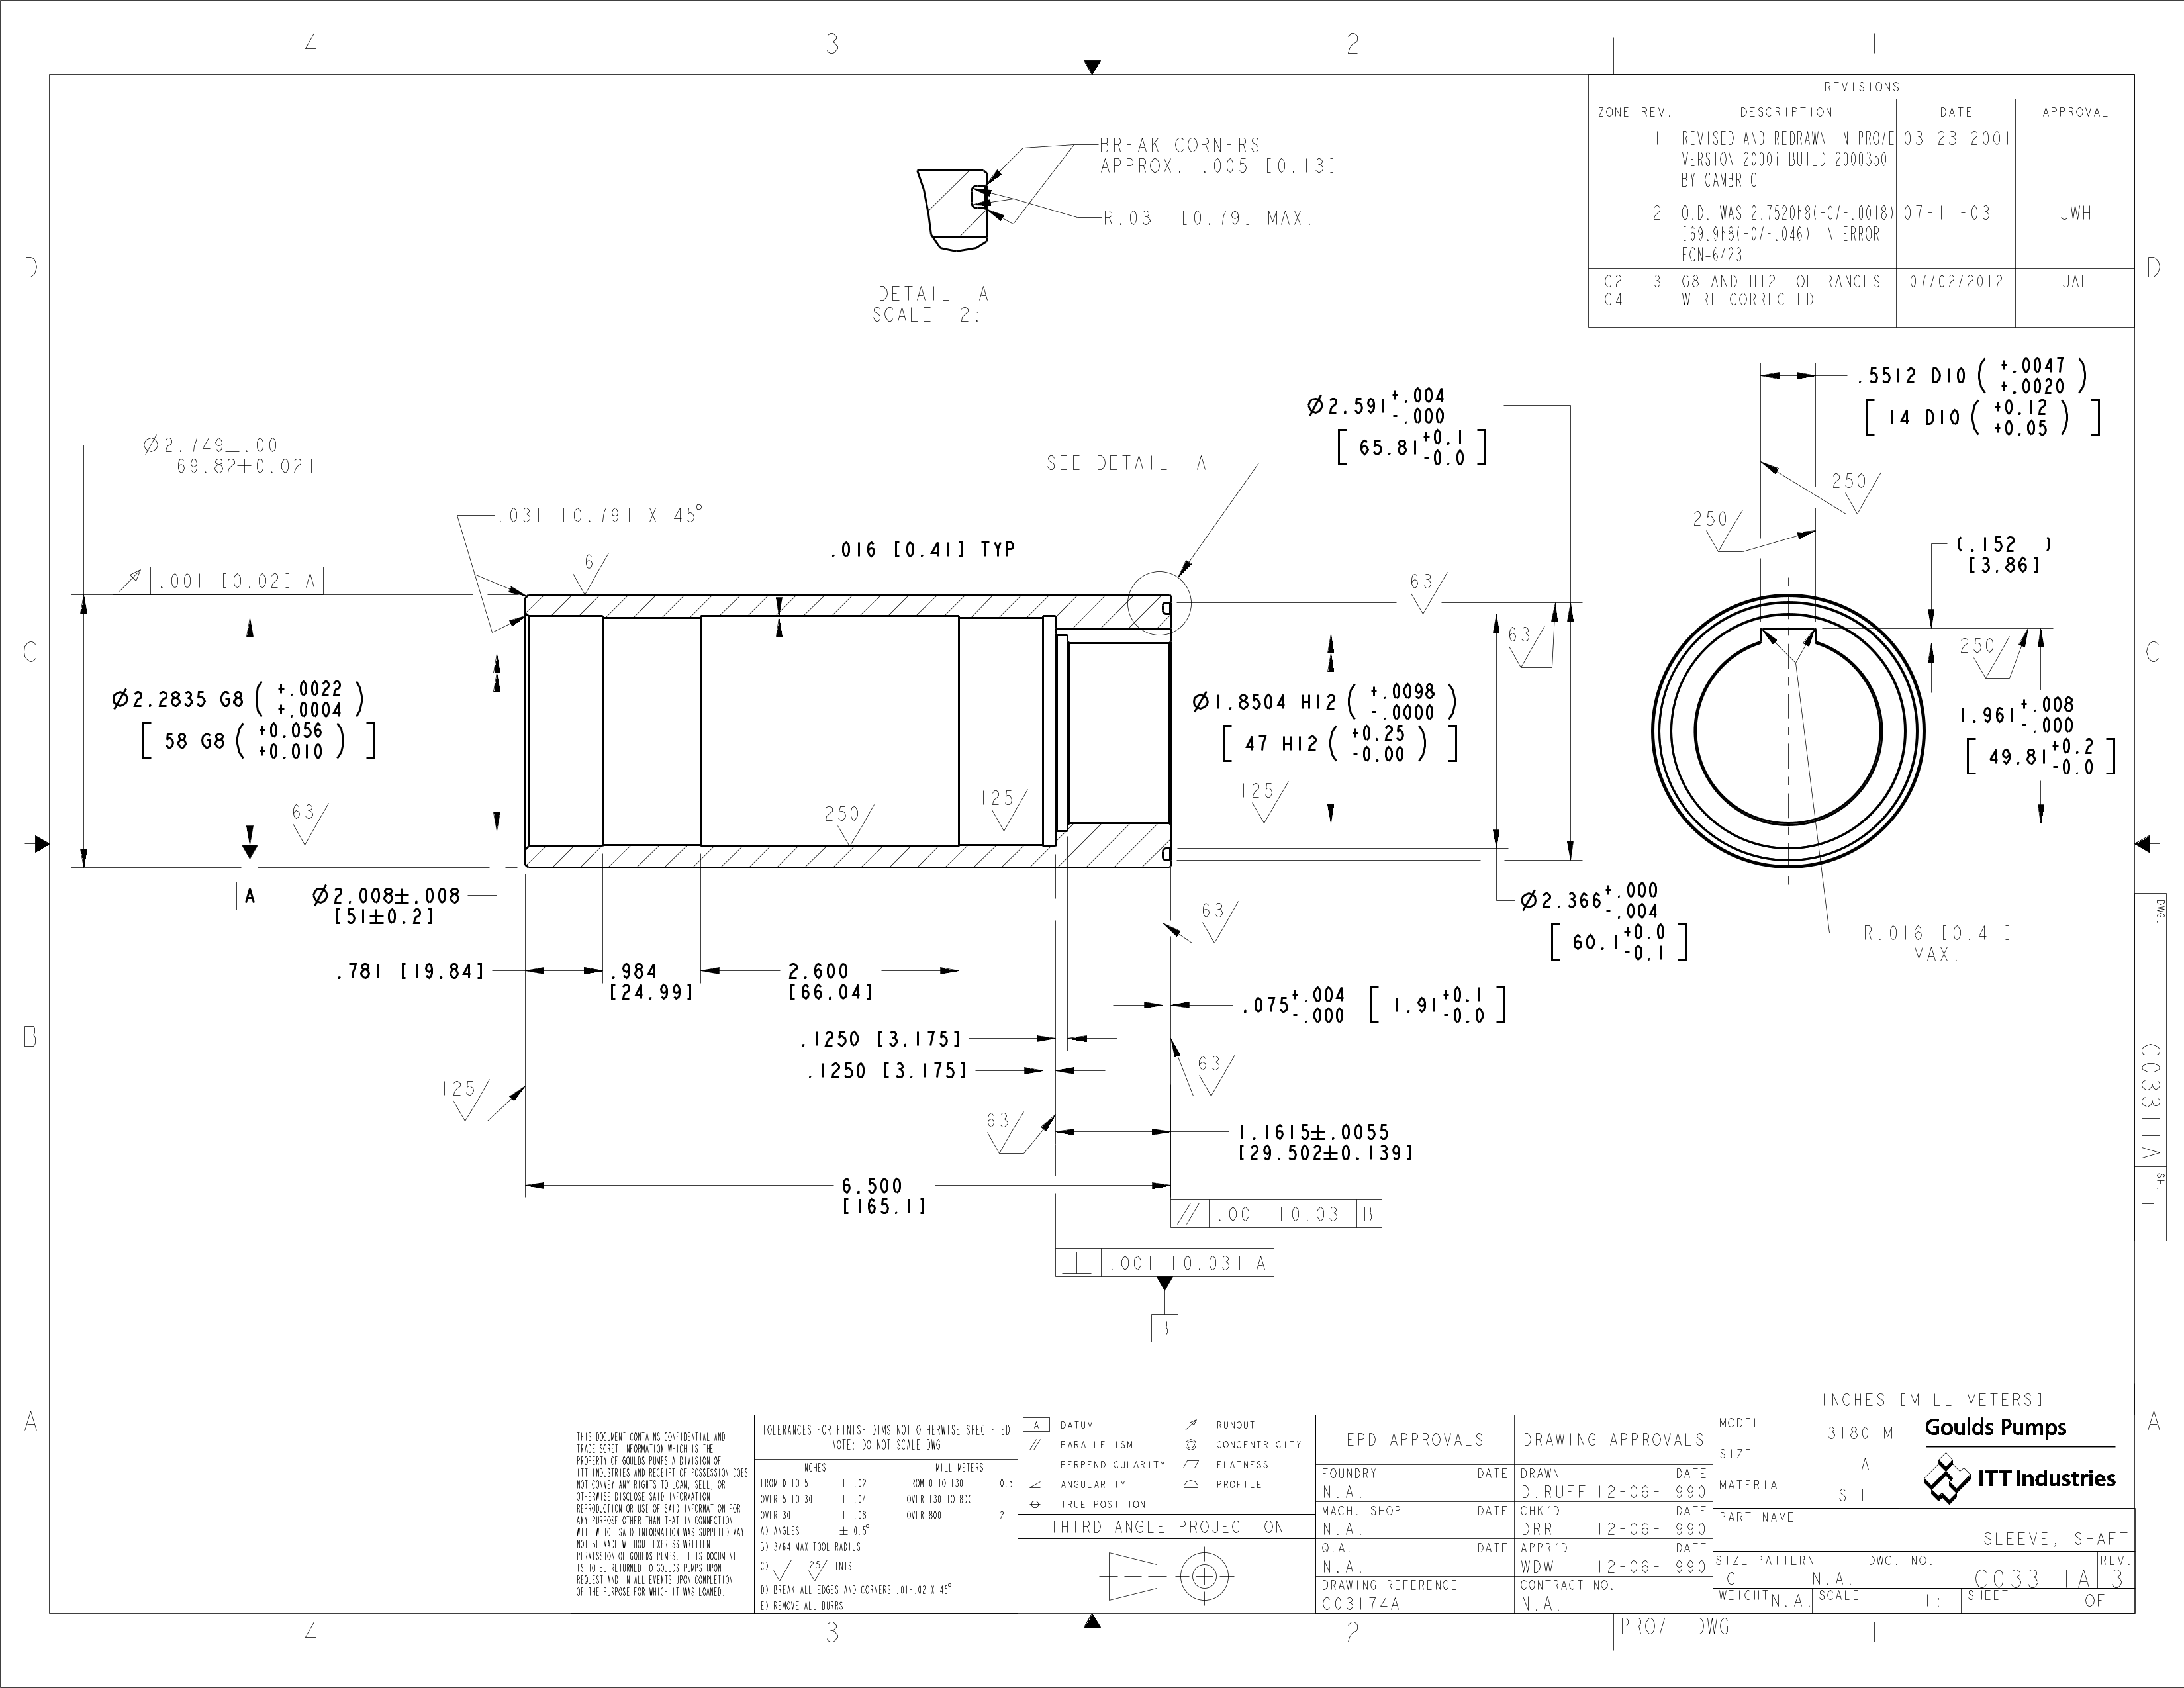 4
3
2
1
D
C
B
A
D
C
A
REVISIONS
ZONE REV. DESCRIPTION DATE APPROVAL
1 REVISED AND REDRAWN IN PRO/E 03-23-2001
VERSION 2000i BUILD 2000350
BY CAMBRIC
2 O.D. WAS 2.7520h8(+0/-.0018) 07-11-03 JWH
[69.9h8(+0/-.046) IN ERROR
ECN#6423
C2 3 G8 AND H12 TOLERANCES 07/02/2012 JAF
C4 WERE CORRECTED
BREAK CORNERS
APPROX. .005 [0.13]
R.031 [0.79] MAX.
DETAIL A
SCALE 2:1
.5512 D10 ( +.0047 +.0020 )
[ 14 D10 ( +0.12 +0.05 ) ]
Ø2.591 +.004 -.000
[ 65.81 +0.1 -0.0 ]
Ø2.749±.001
[69.82±0.02]
SEE DETAIL A
250
250
.031 [0.79] X 45°
.016 [0.41] TYP
(.152 )
[3.86]
16
.001 [0.02] A
63
63
250
Ø2.2835 G8 ( +.0022 +.0004 )
[ 58 G8 ( +0.056 +0.010 ) ]
Ø1.8504 H12 ( +.0098 -.0000 )
[ 47 H12 ( +0.25 -0.00 ) ]
1.961 +.008 -.000
[ 49.81 +0.2 -0.0 ]
63
250
125
125
A
Ø2.008±.008
[51±0.2]
Ø2.366 +.000 -.004
[ 60.1 +0.0 -0.1 ]
63
R.016 [0.41]
MAX.
.781 [19.84]
.984
[24.99]
2.600
[66.04]
.075 +.004 -.000 [ 1.91 +0.1 -0.0 ]
.1250 [3.175]
.1250 [3.175]
125
63
63
1.1615±.0055
[29.502±0.139]
6.500
[165.1]
// .001 [0.03] B
⊥ .001 [0.03] A
B
DWG.
C03311A
SH.
1
INCHES [MILLIMETERS]
THIS DOCUMENT CONTAINS CONFIDENTIAL AND
TRADE SCRET INFORMATION WHICH IS THE
PROPERTY OF GOULDS PUMPS A DIVISION OF
ITT INDUSTRIES AND RECEIPT OF POSSESSION DOES
NOT CONVEY ANY RIGHTS TO LOAN, SELL, OR
OTHERWISE DISCLOSE SAID INFORMATION.
REPRODUCTION OR USE OF SAID INFORMATION FOR
ANY PURPOSE OTHER THAN THAT IN CONNECTION
WITH WHICH SAID INFORMATION WAS SUPPLIED MAY
NOT BE MADE WITHOUT EXPRESS WRITTEN
PERMISSION OF GOULDS PUMPS. THIS DOCUMENT
IS TO BE RETURNED TO GOULDS PUMPS UPON
REQUEST AND IN ALL EVENTS UPON COMPLETION
OF THE PURPOSE FOR WHICH IT WAS LOANED.
TOLERANCES FOR FINISH DIMS NOT OTHERWISE SPECIFIED
NOTE: DO NOT SCALE DWG
INCHES MILLIMETERS
FROM 0 TO 5 ± .02 FROM 0 TO 130 ± 0.5
OVER 5 TO 30 ± .04 OVER 130 TO 800 ± 1
OVER 30 ± .08 OVER 800 ± 2
A) ANGLES ± 0.5°
B) 3/64 MAX TOOL RADIUS
C) = 125 FINISH
D) BREAK ALL EDGES AND CORNERS .01-.02 X 45°
E) REMOVE ALL BURRS
-A- DATUM RUNOUT
// PARALLELISM CONCENTRICITY
⊥ PERPENDICULARITY FLATNESS
ANGULARITY PROFILE
TRUE POSITION
THIRD ANGLE PROJECTION
EPD APPROVALS
FOUNDRY DATE
N.A.
MACH. SHOP DATE
N.A.
Q.A. DATE
N.A.
DRAWING REFERENCE
C03174A
DRAWING APPROVALS
DRAWN DATE
D.RUFF 12-06-1990
CHK'D DATE
DRR 12-06-1990
APPR'D DATE
WDW 12-06-1990
CONTRACT NO.
N.A.
MODEL 3180 M
SIZE ALL
MATERIAL STEEL
Goulds Pumps
ITT Industries
PART NAME
SLEEVE, SHAFT
SIZE PATTERN DWG. NO. REV.
C N.A. C03311A 3
WEIGHT N.A. SCALE 1:1 SHEET 1 OF 1
4
3
2
PRO/E DWG
1